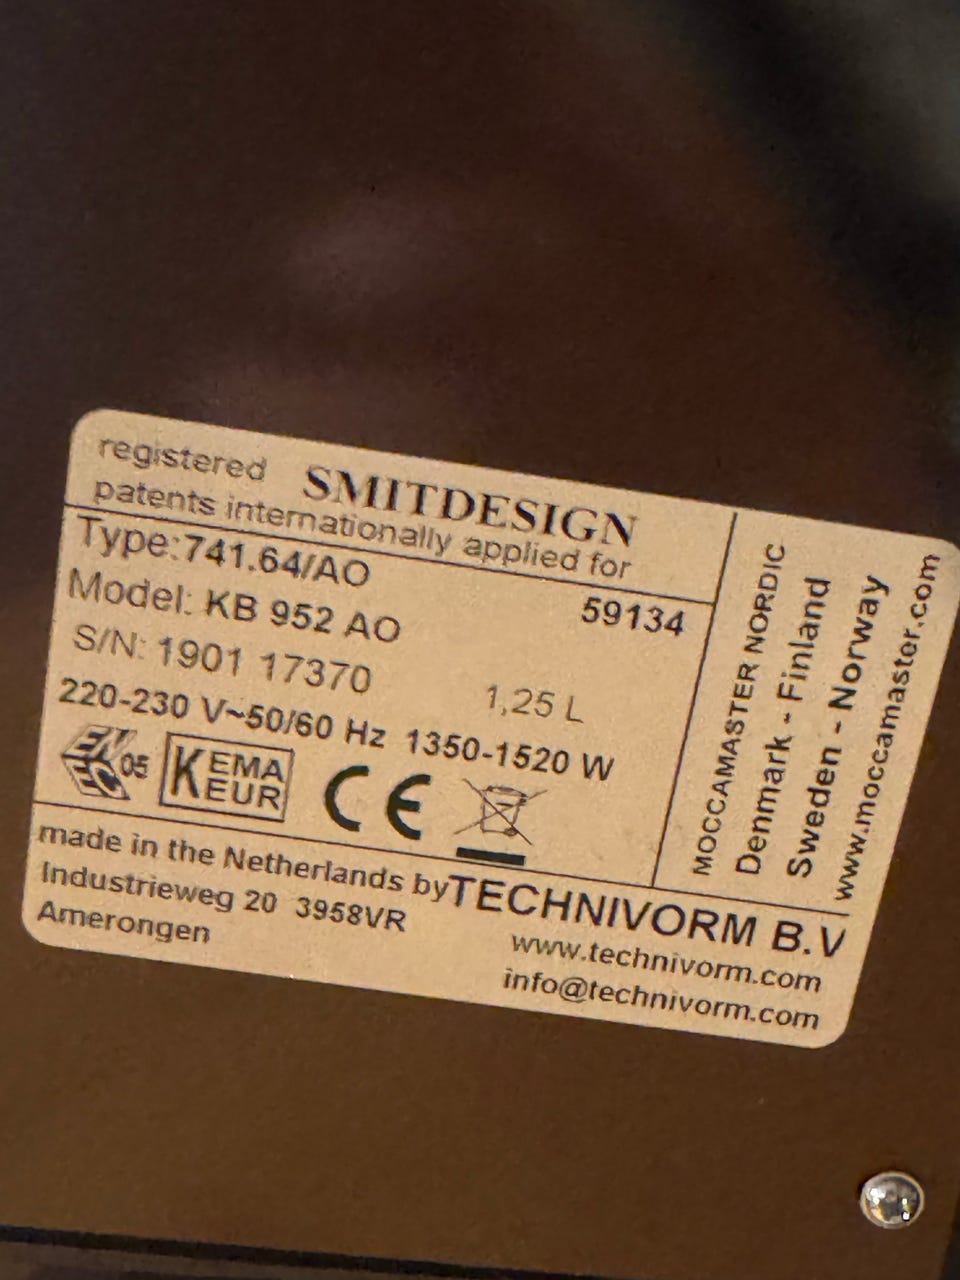 registered SMITDESIGN
patents internationally applied for
Type:741.64/AO
59134
Model: KB 952 AO
S/N: 1901 17370
1,25 L
220-230 V~50/60 Hz 1350-1520 W
05
KEMA
KEUR
CE
made in the Netherlands by TECHNIVORM B.V
Industrieweg 20 3958VR
Amerongen
www.technivorm.com
info@technivorm.com
MOCCAMASTER NORDIC
Denmark - Finland
Sweden - Norway
www.moccamaster.com